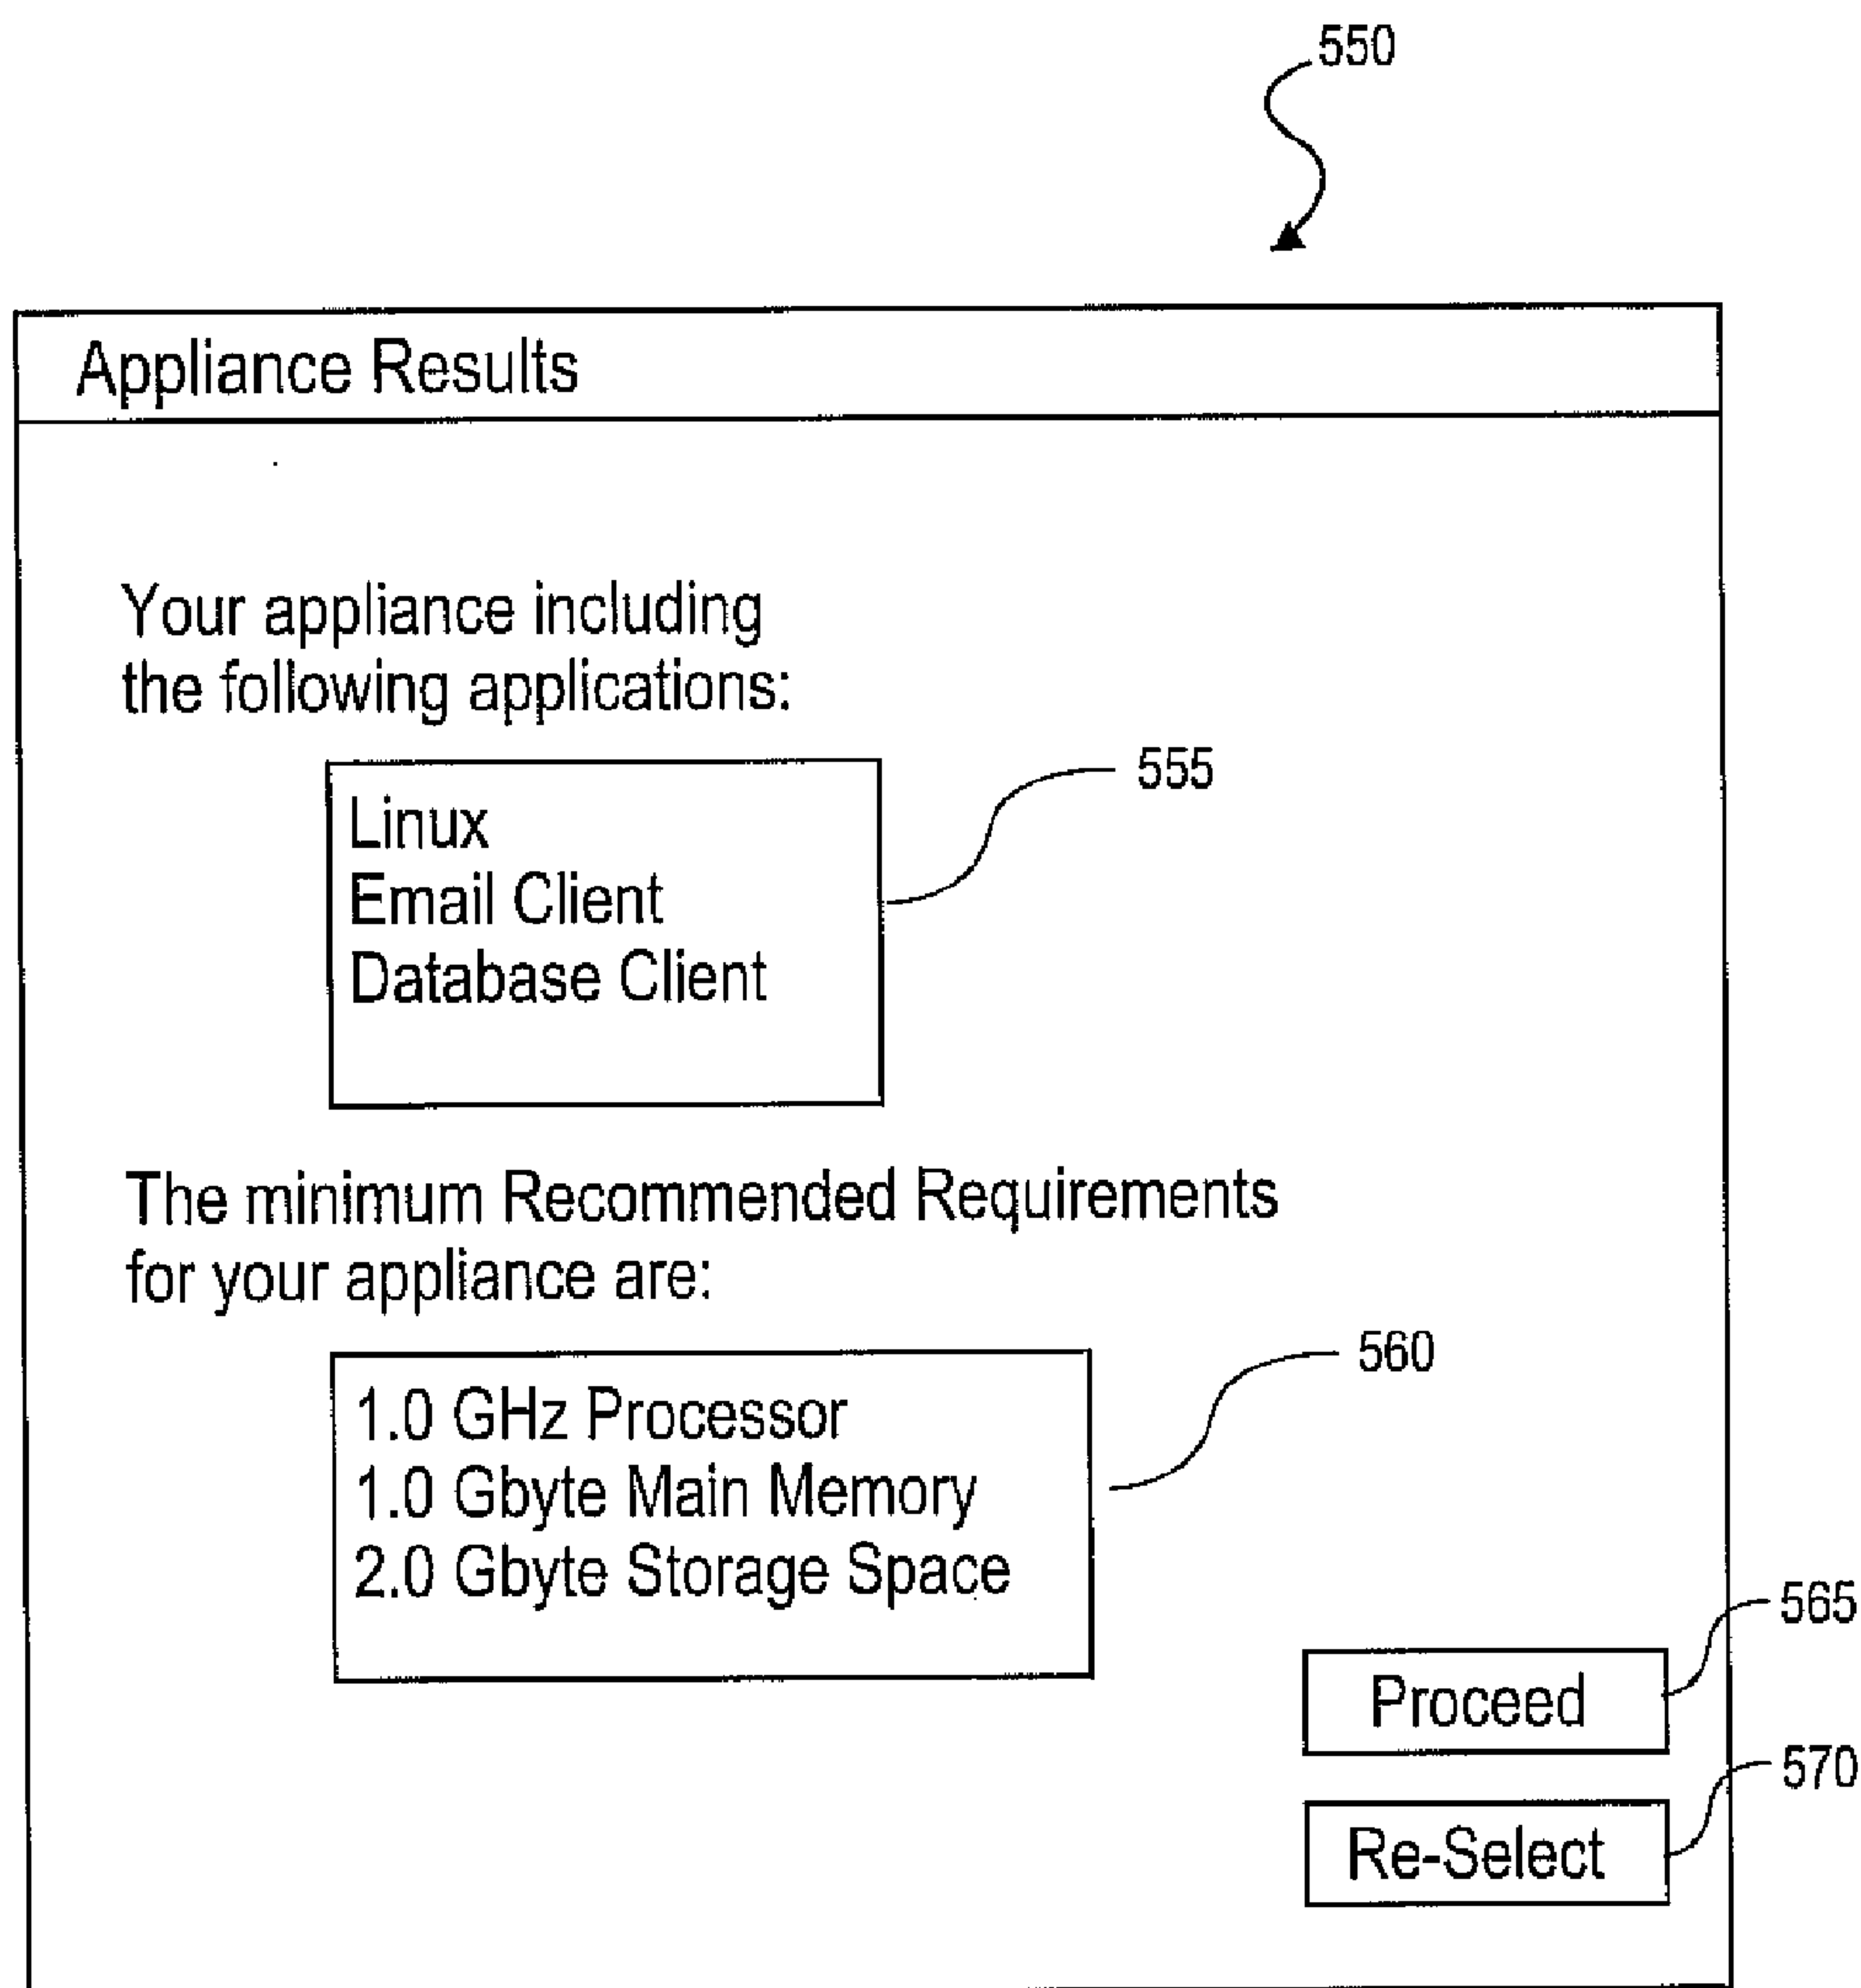 550
Appliance Results
Your appliance including
the following applications:
555
Linux
Email Client
Database Client
The minimum Recommended Requirements
for your appliance are:
560
1.0 GHz Processor
1.0 Gbyte Main Memory
2.0 Gbyte Storage Space
565
Proceed
570
Re-Select